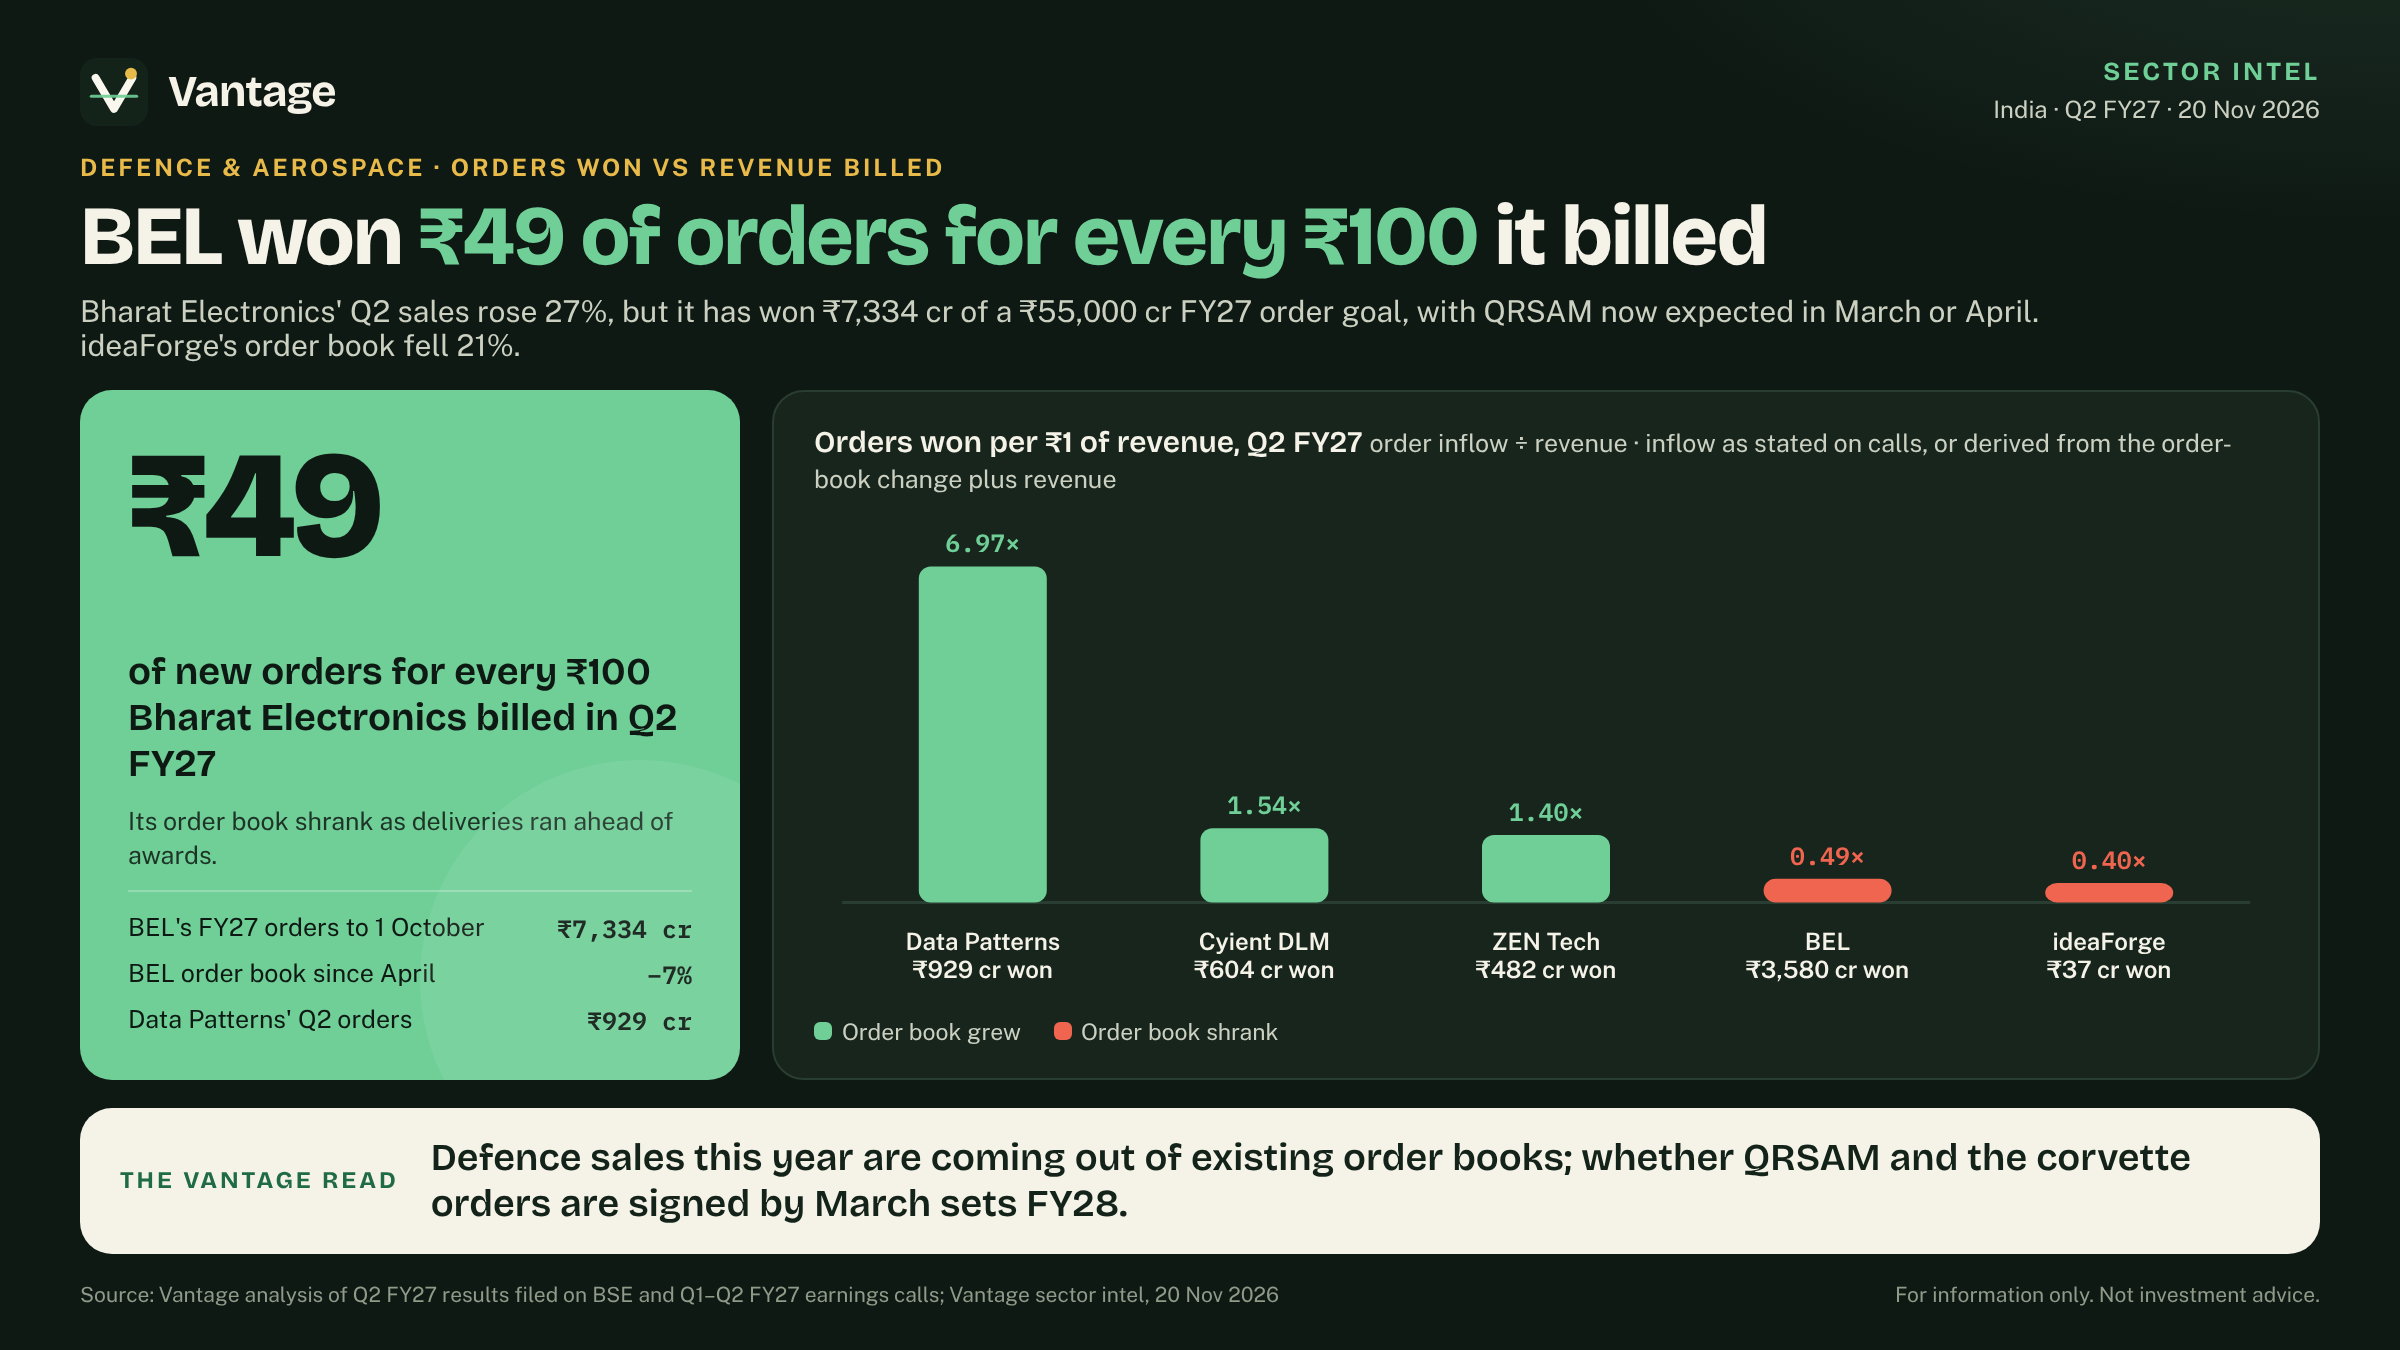 Vantage
SECTOR INTEL
India · Q2 FY27 · 20 Nov 2026
DEFENCE & AEROSPACE · ORDERS WON VS REVENUE BILLED
BEL won ₹49 of orders for every ₹100 it billed
Bharat Electronics' Q2 sales rose 27%, but it has won ₹7,334 cr of a ₹55,000 cr FY27 order goal, with QRSAM now expected in March or April.
ideaForge's order book fell 21%.
₹49
of new orders for every ₹100
Bharat Electronics billed in Q2
FY27
Its order book shrank as deliveries ran ahead of
awards.
BEL's FY27 orders to 1 October ₹7,334 cr
BEL order book since April −7%
Data Patterns' Q2 orders ₹929 cr
Orders won per ₹1 of revenue, Q2 FY27 order inflow ÷ revenue · inflow as stated on calls, or derived from the order-
book change plus revenue
6.97×
1.54×
1.40×
0.49×
0.40×
Data Patterns
₹929 cr won
Cyient DLM
₹604 cr won
ZEN Tech
₹482 cr won
BEL
₹3,580 cr won
ideaForge
₹37 cr won
Order book grew
Order book shrank
THE VANTAGE READ
Defence sales this year are coming out of existing order books; whether QRSAM and the corvette
orders are signed by March sets FY28.
Source: Vantage analysis of Q2 FY27 results filed on BSE and Q1–Q2 FY27 earnings calls; Vantage sector intel, 20 Nov 2026
For information only. Not investment advice.